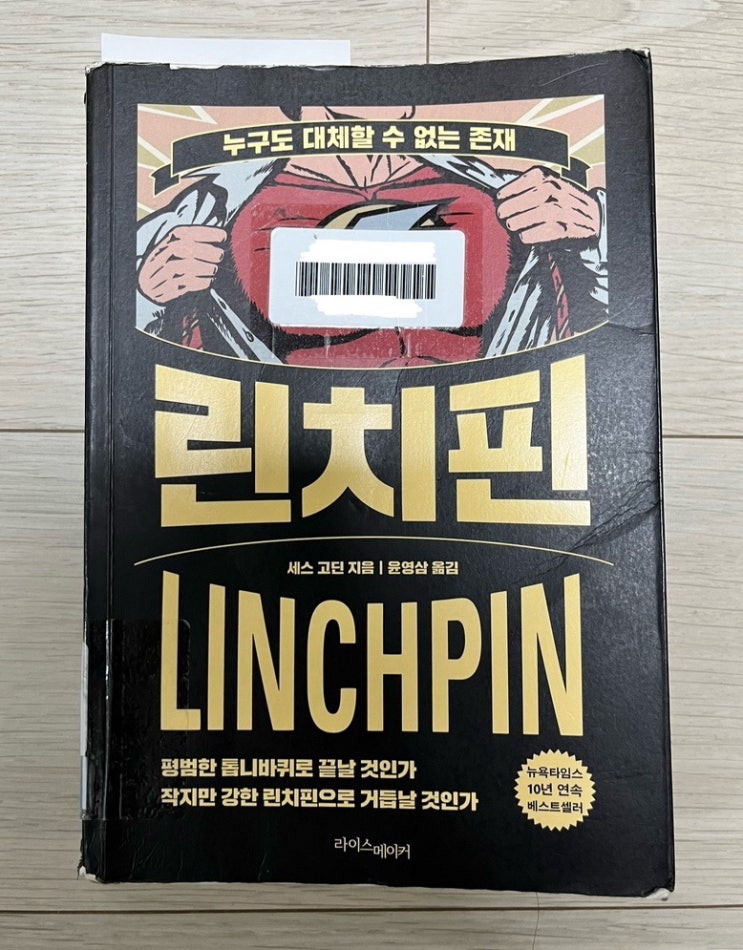 누구도 대체할 수 없는 존재
린치핀
세스 고딘 지음 | 윤영삼 옮김
LINCHPIN
평범한 톱니바퀴로 끝날 것인가
작지만 강한 린치핀으로 거듭날 것인가
뉴욕타임스
10년 연속
베스트셀러
라이스메이커